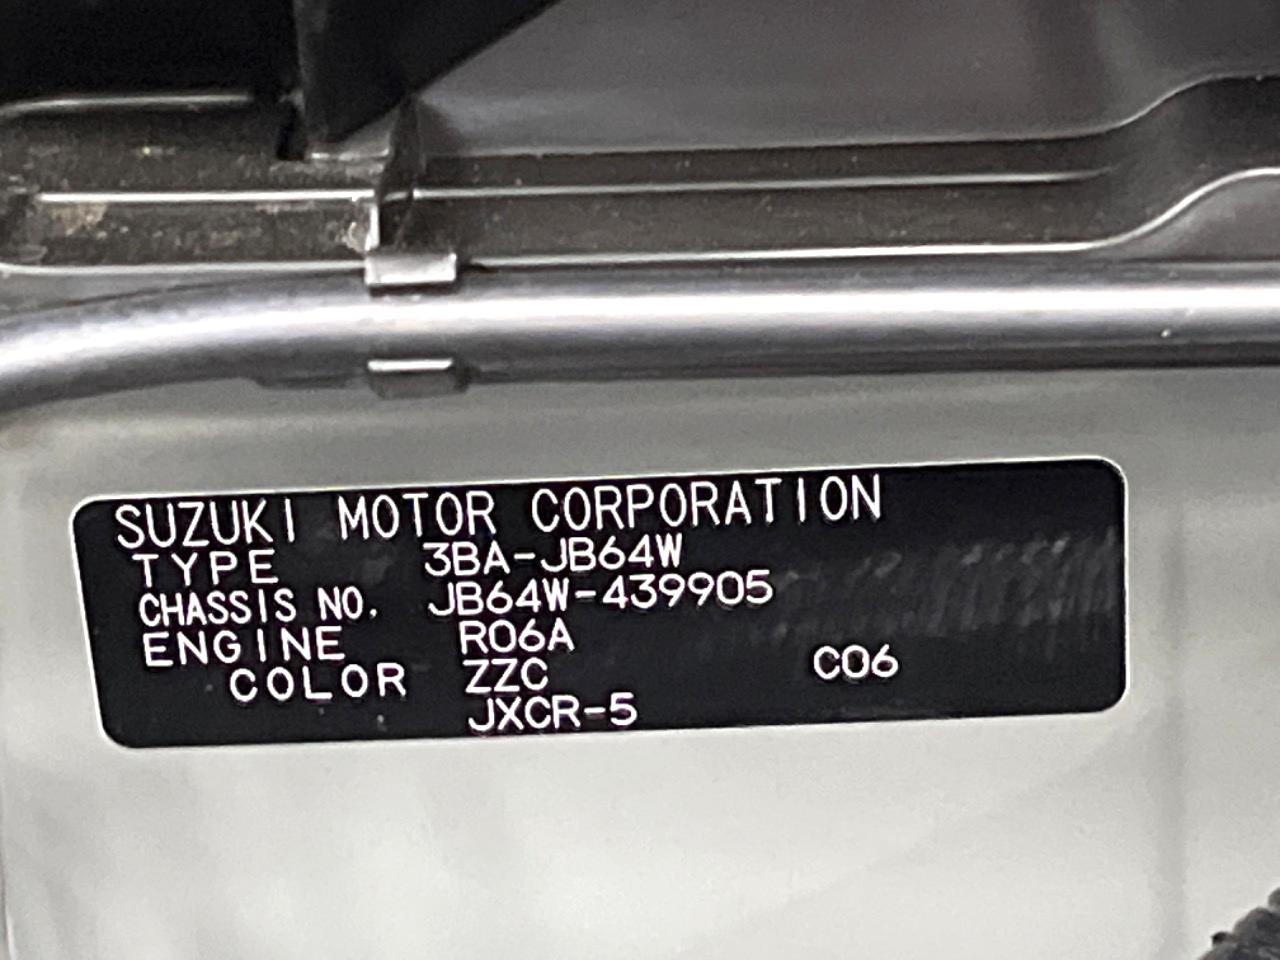 SUZUKI MOTOR CORPORATION
TYPE 3BA-JB64W
CHASSIS NO. JB64W-439905
ENGINE R06A
COLOR ZZC C06
JXCR-5